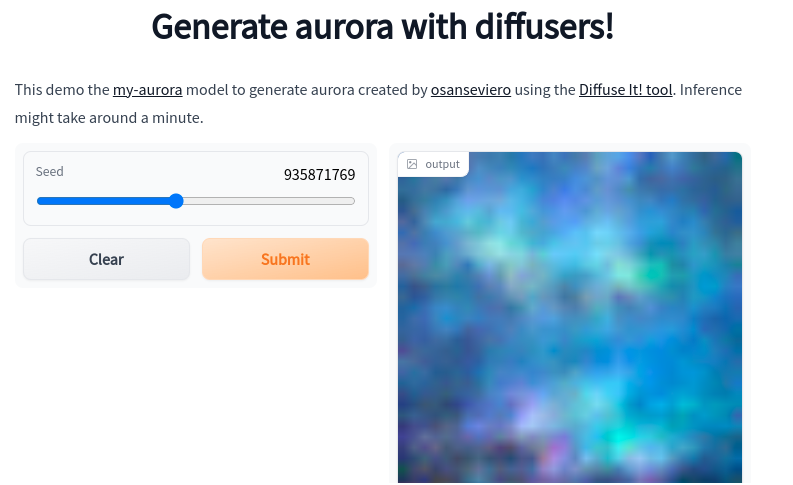 Generate aurora with diffusers!
This demo the my-aurora model to generate aurora created by osanseviero using the Diffuse It! tool. Inference
might take around a minute.
Seed
935871769
Clear
Submit
output